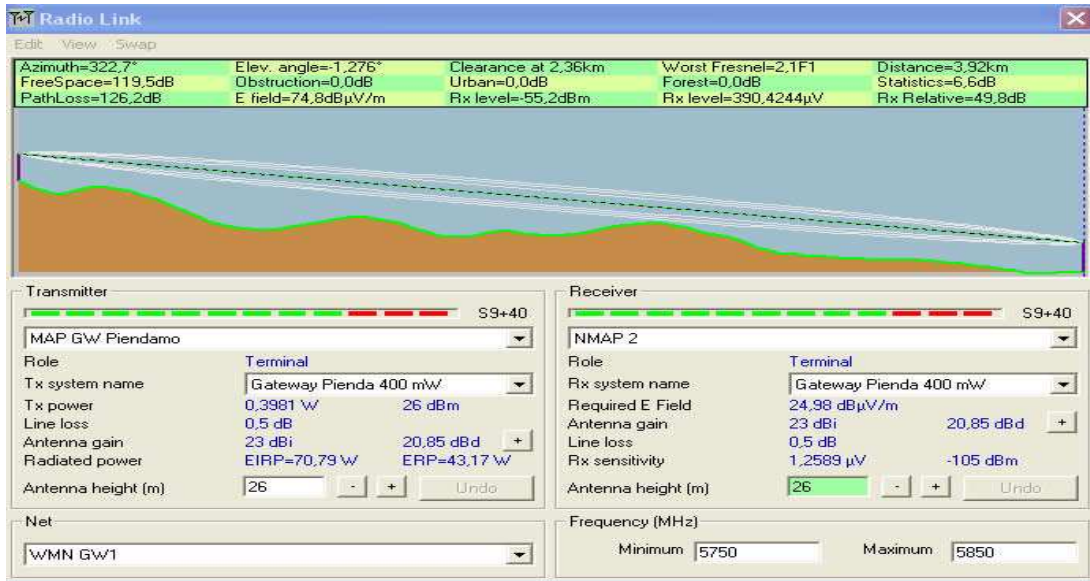 Radio Link
Edit View Swap
Azimuth=322,7° Elev. angle=-1,276° Clearance at 2,36km Worst Fresnel=2,1F1 Distance=3,92km
FreeSpace=119,5dB Obstruction=0,0dB Urban=0,0dB Forest=0,0dB Statistics=6,6dB
PathLoss=126,2dB E field=74,8dBµV/m Rx level=-55,2dBm Rx level=390,4244µV Rx Relative=49,8dB
Transmitter
S9+40
MAP GW Piendamo
Role Terminal
Tx system name Gateway Pienda 400 mW
Tx power 0,3981 W 26 dBm
Line loss 0,5 dB
Antenna gain 23 dBi 20,85 dBd +
Radiated power EIRP=70,79 W ERP=43,17 W
Antenna height (m) 26 - + Undo
Net
WMN GW1
Receiver
S9+40
NMAP 2
Role Terminal
Rx system name Gateway Pienda 400 mW
Required E Field 24,98 dBµV/m
Antenna gain 23 dBi 20,85 dBd +
Line loss 0,5 dB
Rx sensitivity 1,2589 µV -105 dBm
Antenna height (m) 26 - + Undo
Frequency (MHz)
Minimum 5750 Maximum 5850